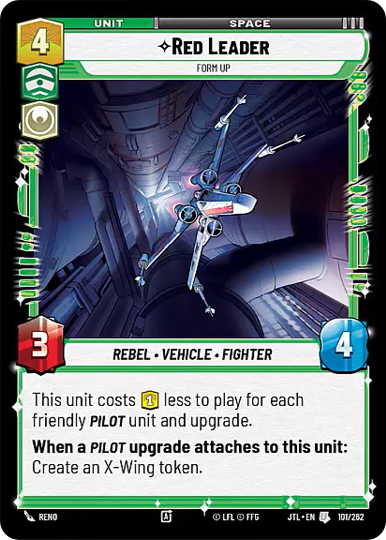 UNIT SPACE
4
✧RED LEADER
FORM UP
3
4
REBEL • VEHICLE • FIGHTER
This unit costs 1 less to play for each
friendly PILOT unit and upgrade.
When a PILOT upgrade attaches to this unit:
Create an X-Wing token.
RENO A © LFL © FFG JTL • EN U 101/262